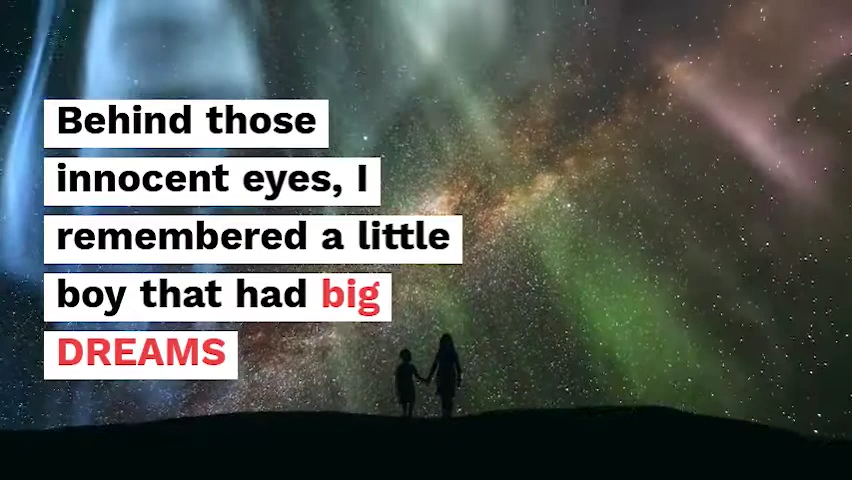 Behind those
innocent eyes, I
remembered a little
boy that had big
DREAMS